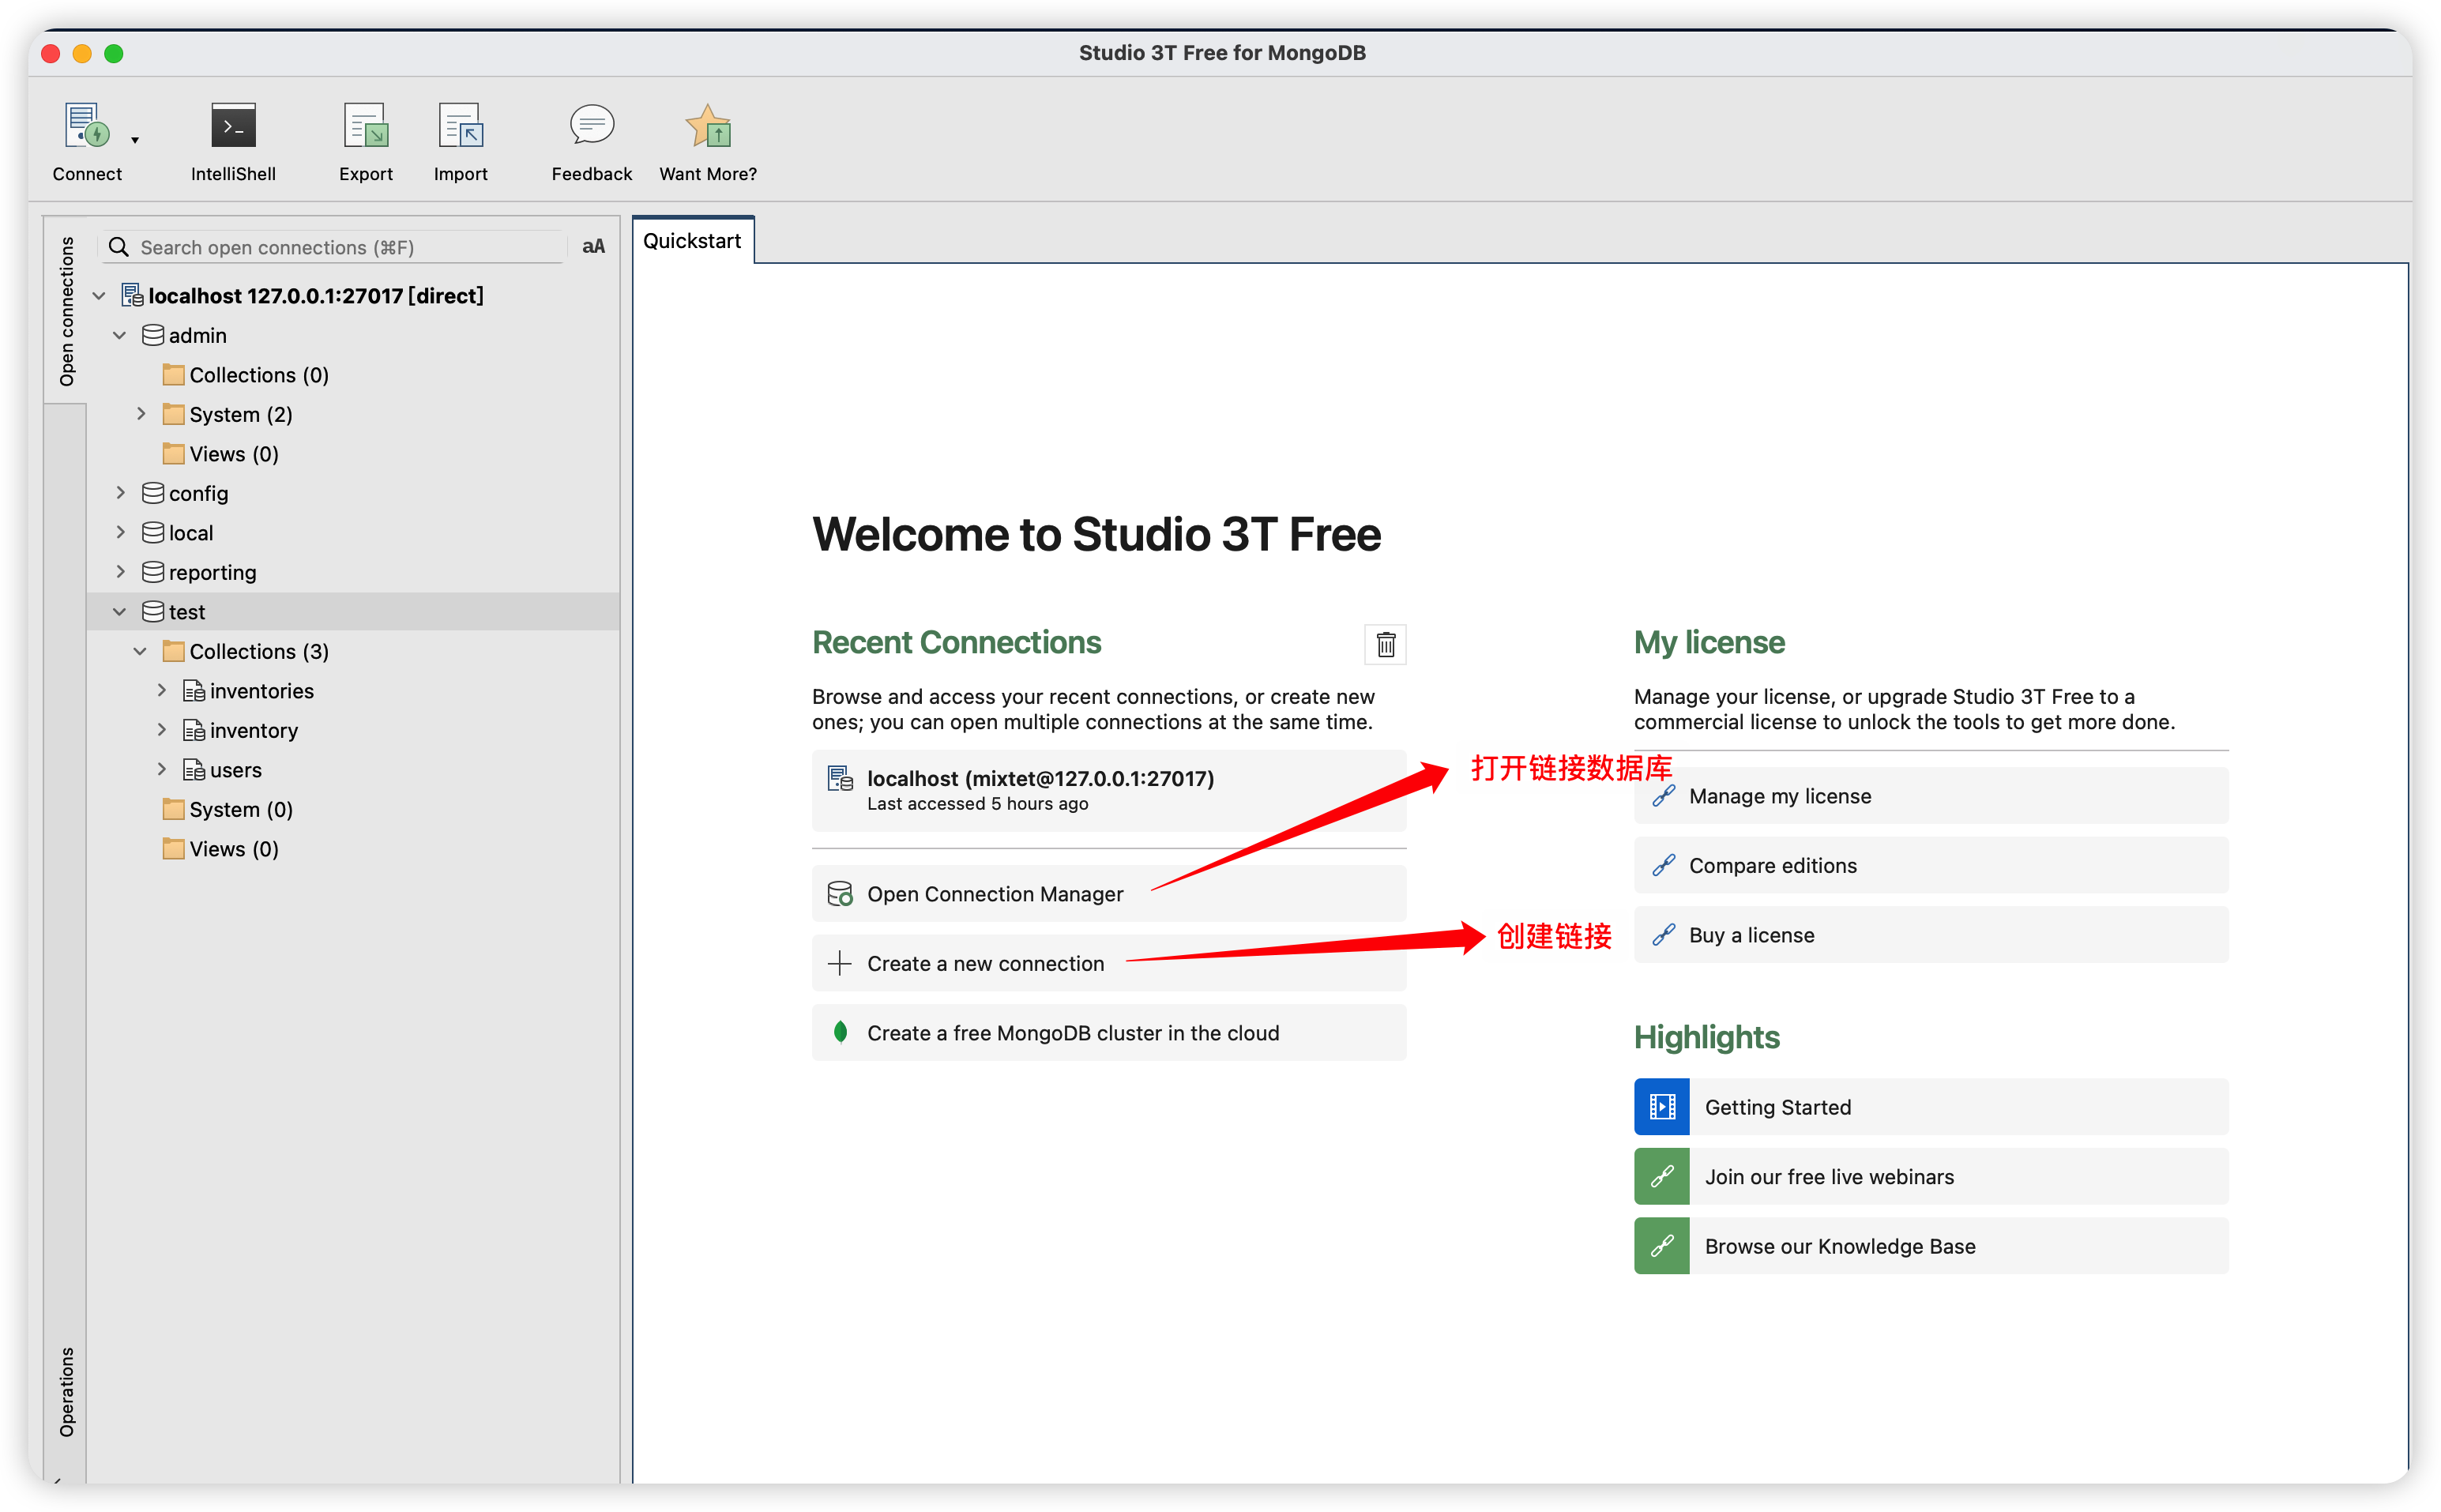 Studio 3T Free for MongoDB
Connect
IntelliShell
Export
Import
Feedback
Want More?
Open connections
Search open connections (⌘F)
aA
localhost 127.0.0.1:27017 [direct]
admin
Collections (0)
System (2)
Views (0)
config
local
reporting
test
Collections (3)
inventories
inventory
users
System (0)
Views (0)
Operations
Quickstart
Welcome to Studio 3T Free
Recent Connections
Browse and access your recent connections, or create new
ones; you can open multiple connections at the same time.
localhost (mixtet@127.0.0.1:27017)
Last accessed 5 hours ago
Open Connection Manager
打开链接数据库
Create a new connection
创建链接
Create a free MongoDB cluster in the cloud
My license
Manage your license, or upgrade Studio 3T Free to a
commercial license to unlock the tools to get more done.
Manage my license
Compare editions
Buy a license
Highlights
Getting Started
Join our free live webinars
Browse our Knowledge Base